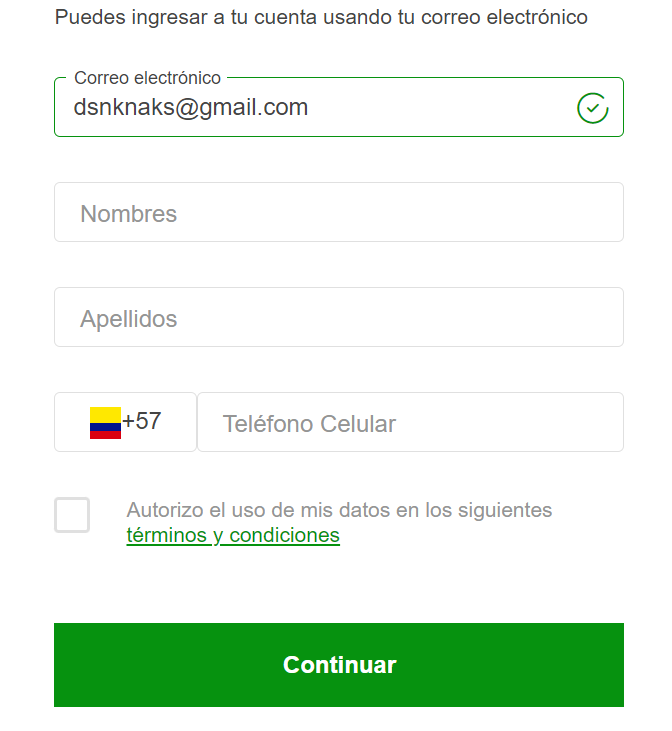 Puedes ingresar a tu cuenta usando tu correo electrónico
Correo electrónico
dsnknaks@gmail.com
Nombres
Apellidos
+57 Teléfono Celular
Autorizo el uso de mis datos en los siguientes
términos y condiciones
Continuar